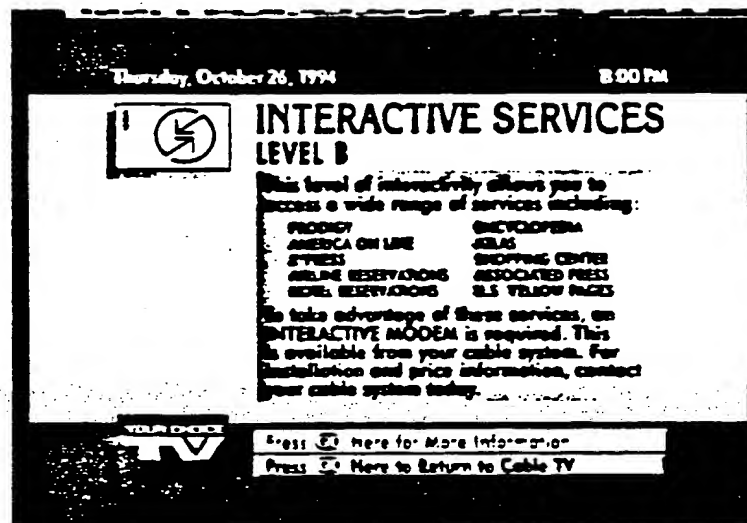 Thursday, October 26, 1994
8:00 PM
INTERACTIVE SERVICES
LEVEL B
This level of interactivity allows you to
access a wide range of services including:
PRODIGY ENCYCLOPEDIA
AMERICA ON LINE ATLAS
X*PRESS SHOPPING CENTER
AIRLINE RESERVATIONS ASSOCIATED PRESS
HOTEL RESERVATIONS U.S. YELLOW PAGES
To take advantage of these services, an
INTERACTIVE MODEM is required. This
is available from your cable system. For
installation and price information, contact
your cable system today.
YOUR CHOICE
TV
Press Here for More Information
Press Here to Return to Cable TV